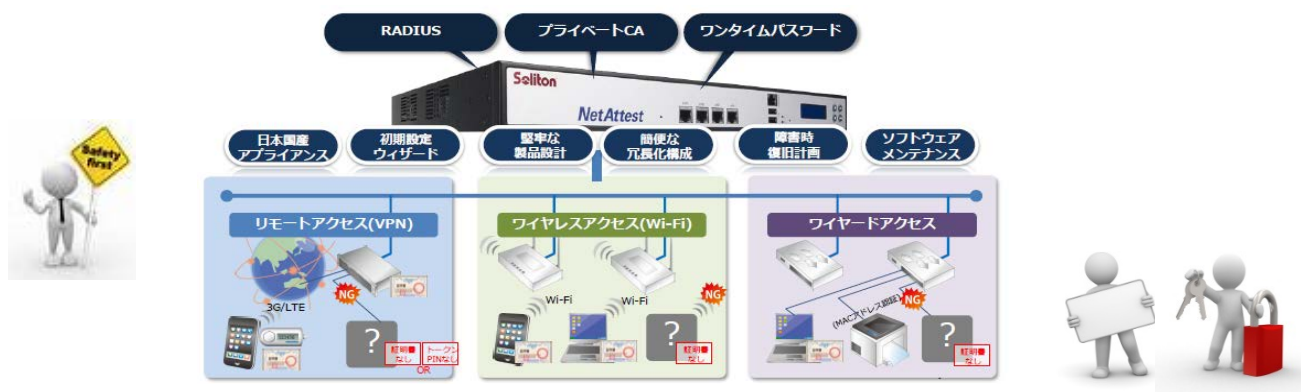 RADIUS
プライベートCA
ワンタイムパスワード
Soliton
NetAttest
Safety
first
日本国産
アプライアンス
初期設定
ウィザード
堅牢な
製品設計
簡便な
冗長化構成
障害時
復旧計画
ソフトウェア
メンテナンス
リモートアクセス(VPN)
ワイヤレスアクセス(Wi-Fi)
ワイヤードアクセス
3G/LTE
NG
?
証明書
なし
トークン
PINなし
OR
Wi-Fi
Wi-Fi
NG
?
証明書
なし
(MACアドレス認証)
NG
?
証明書
なし